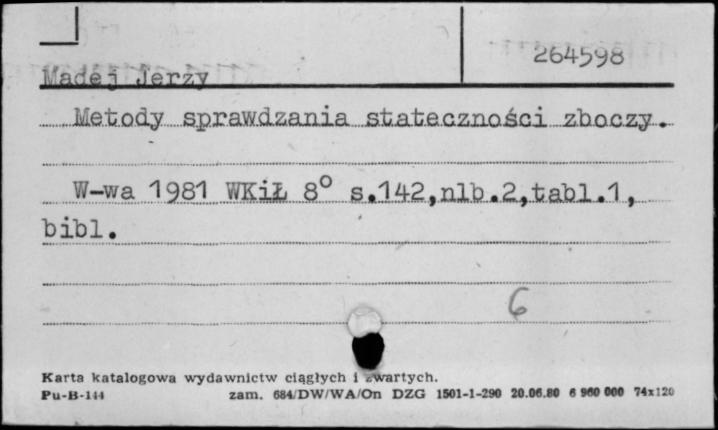 264598
Madej Jerzy
Metody sprawdzania stateczności zboczy.
W-wa 1981 WKiŁ 8° s.142,nlb.2,tabl.1,
bibl.
6
Karta katalogowa wydawnictw ciągłych i zwartych.
Pu-B-144 zam. 684/DW/WA/On DZG 1501-1-290 20.06.80 6 960 000 74x120